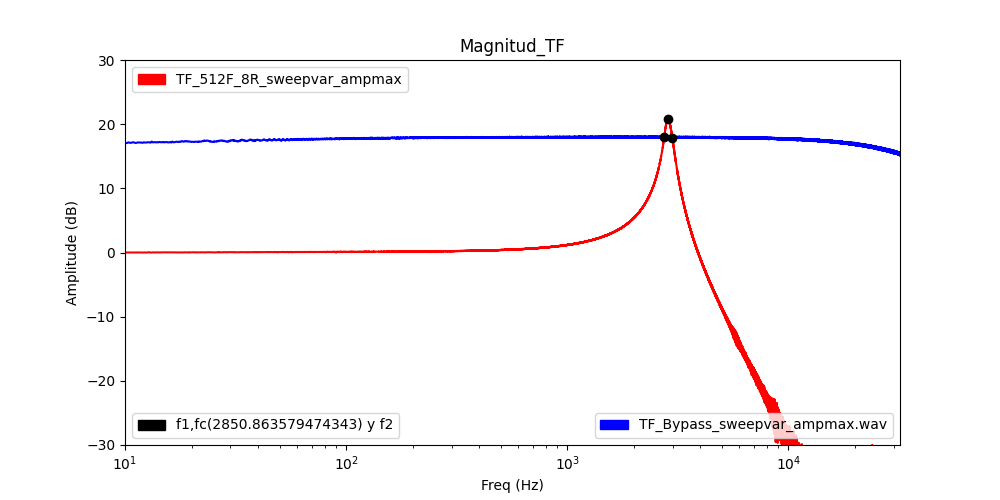 Magnitud_TF
30
20
10
0
−10
−20
−30
Amplitude (dB)
TF_512F_8R_sweepvar_ampmax
f1,fc(2850.863579474343) y f2
TF_Bypass_sweepvar_ampmax.wav
10¹
10²
10³
10⁴
Freq (Hz)